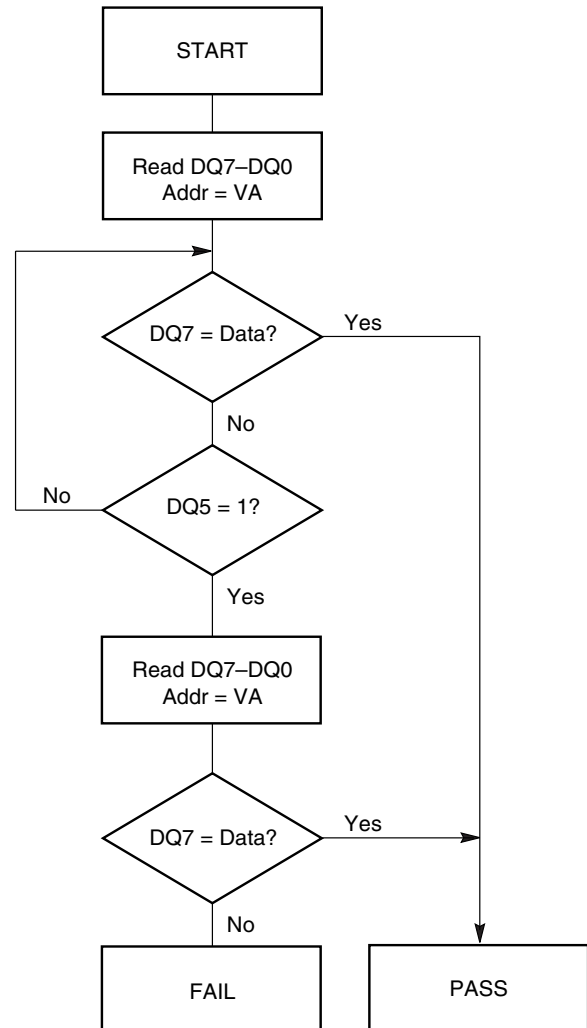 START
Read DQ7–DQ0
Addr = VA
DQ7 = Data?
Yes
No
DQ5 = 1?
No
Yes
Read DQ7–DQ0
Addr = VA
DQ7 = Data?
Yes
No
FAIL
PASS